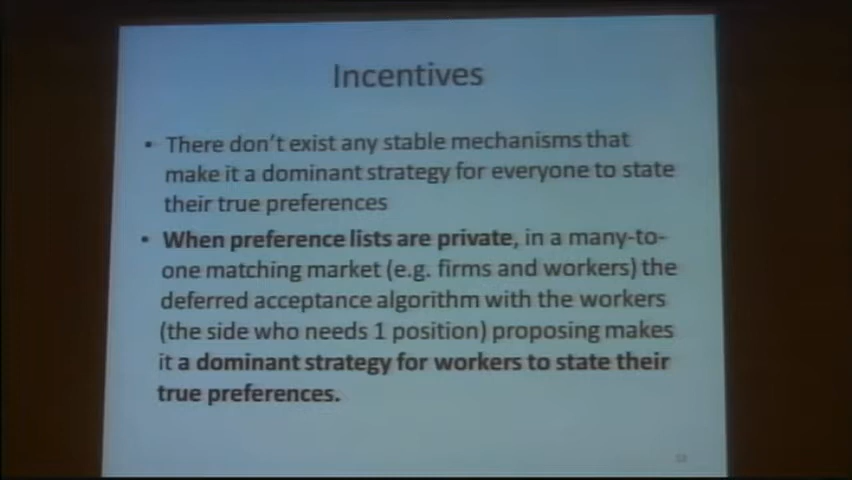 Incentives
• There don't exist any stable mechanisms that
make it a dominant strategy for everyone to state
their true preferences
• When preference lists are private, in a many-to-
one matching market (e.g. firms and workers) the
deferred acceptance algorithm with the workers
(the side who needs 1 position) proposing makes
it a dominant strategy for workers to state their
true preferences.